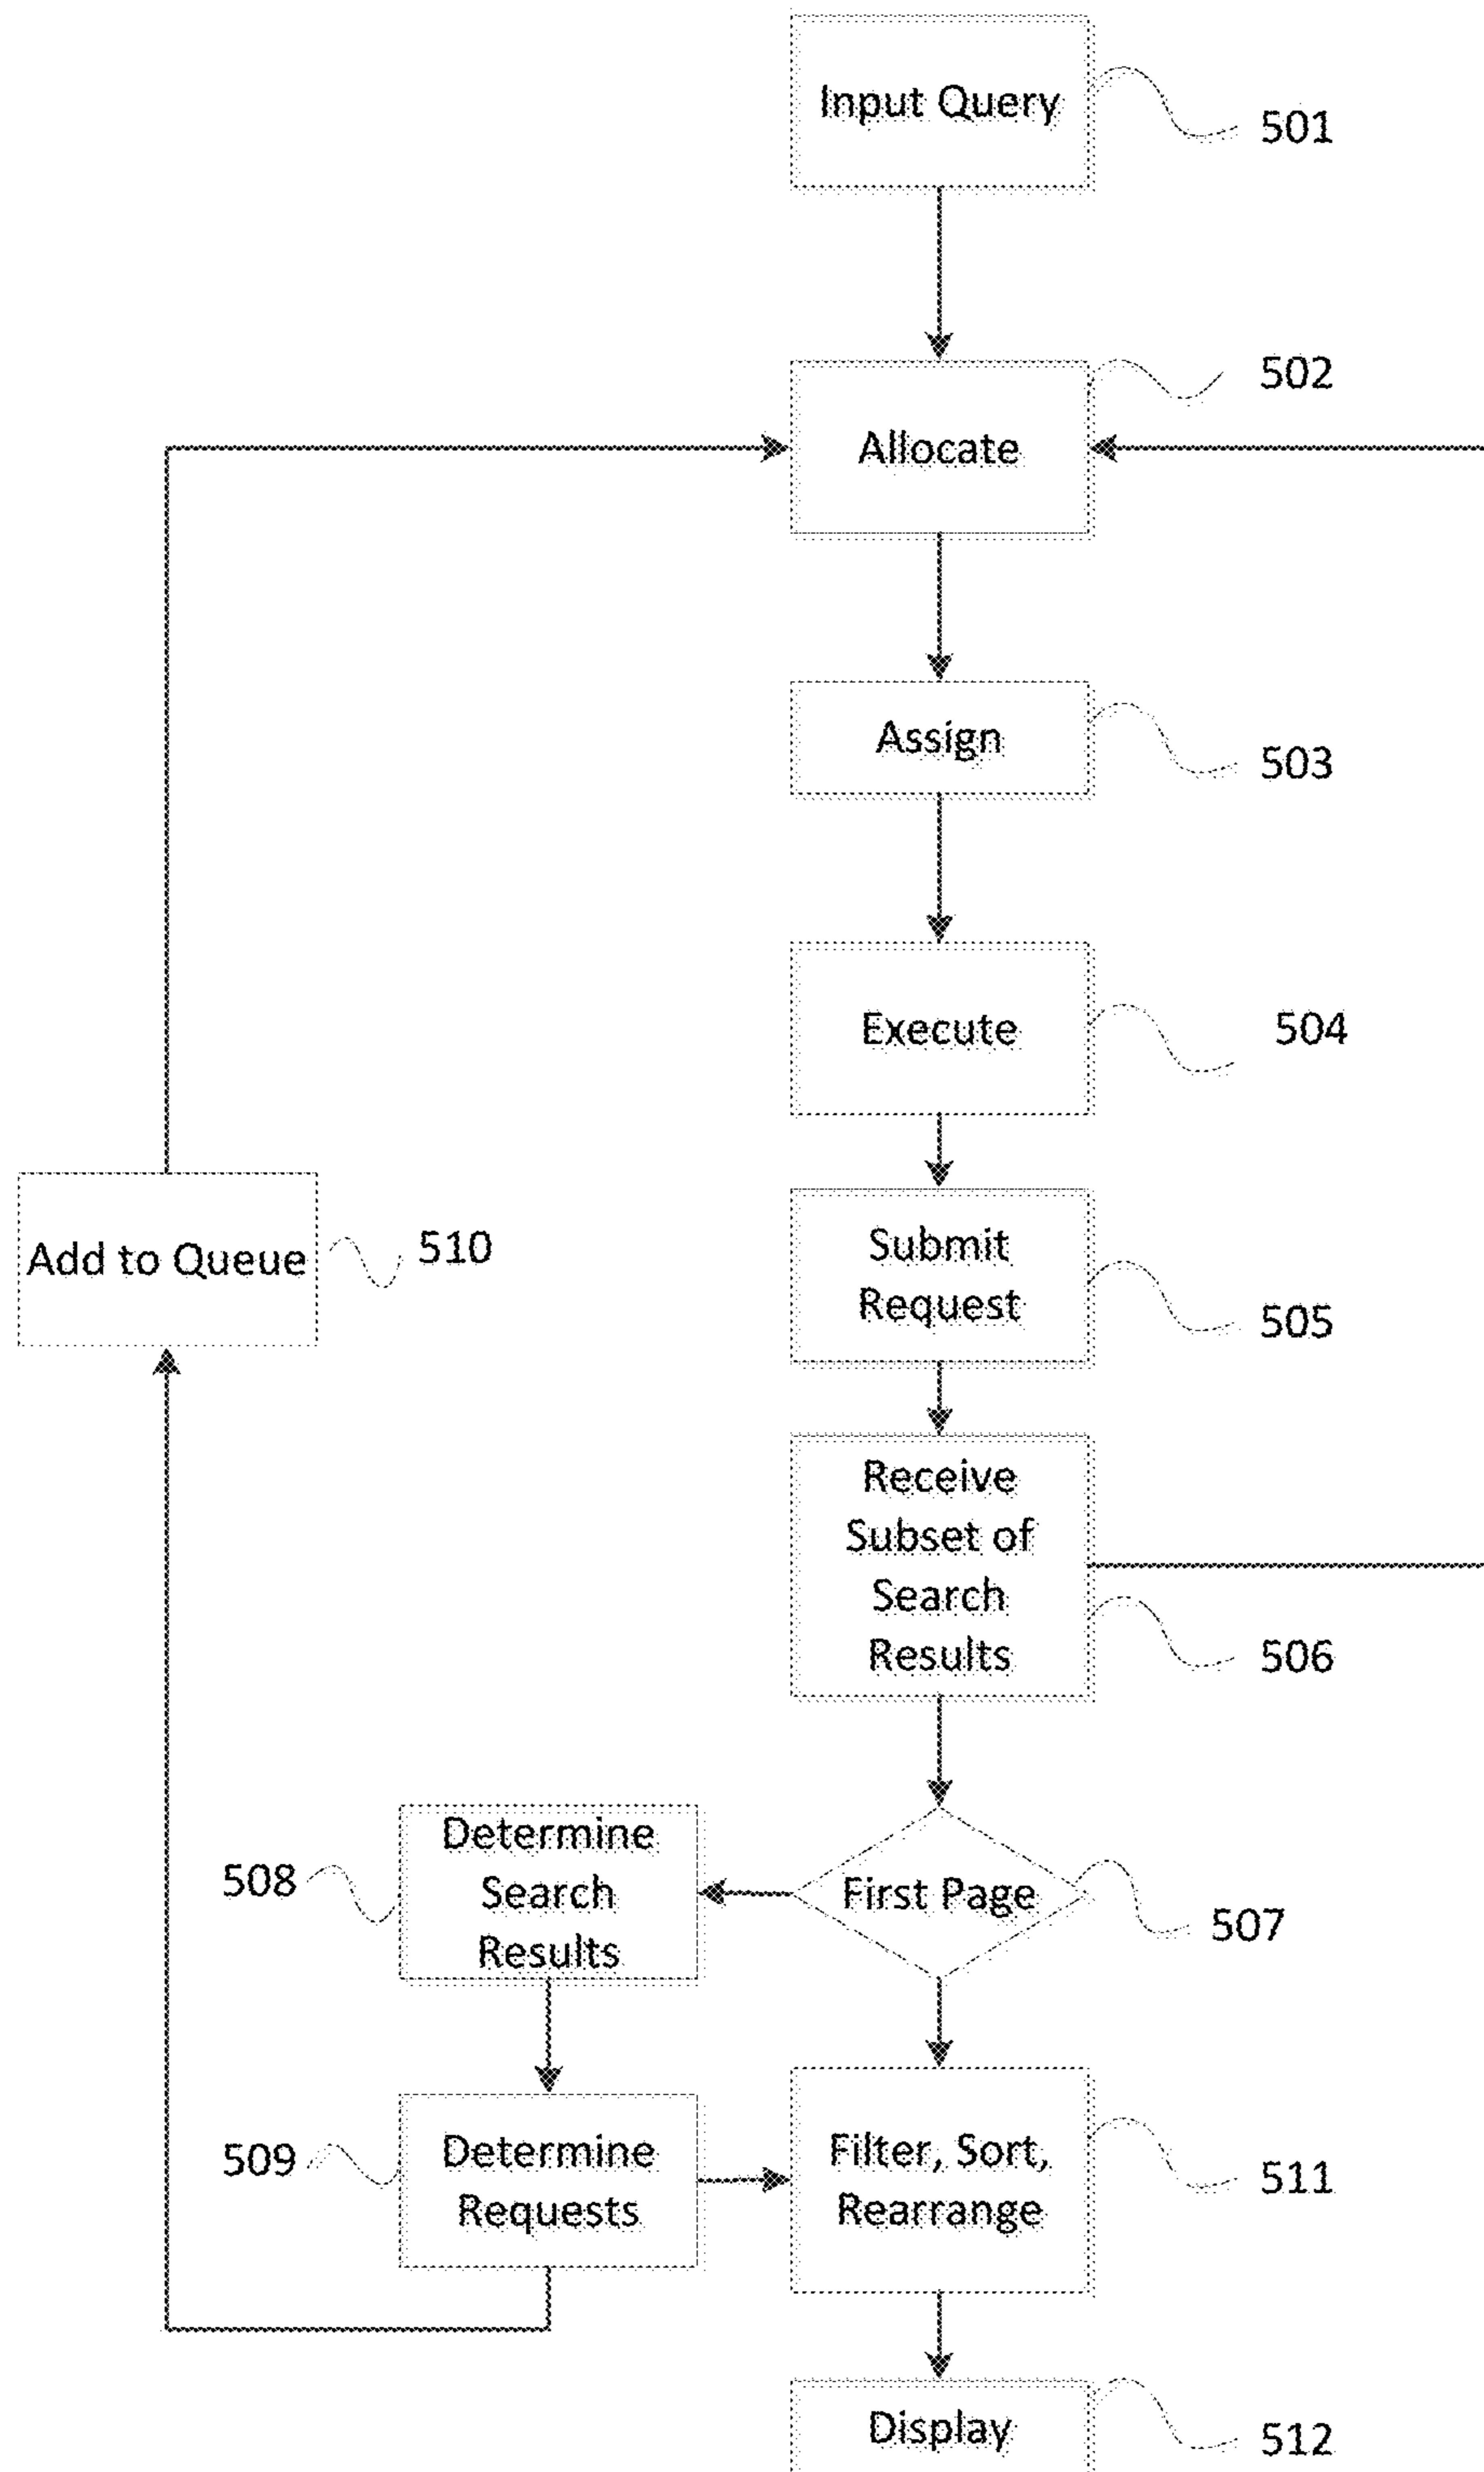 Input Query
501
502
Allocate
Assign
503
Execute
504
Submit
Request
505
Add to Queue
510
Receive
Subset of
Search
Results
506
Determine
Search
Results
508
First Page
507
Determine
Requests
509
Filter, Sort,
Rearrange
511
Display
512